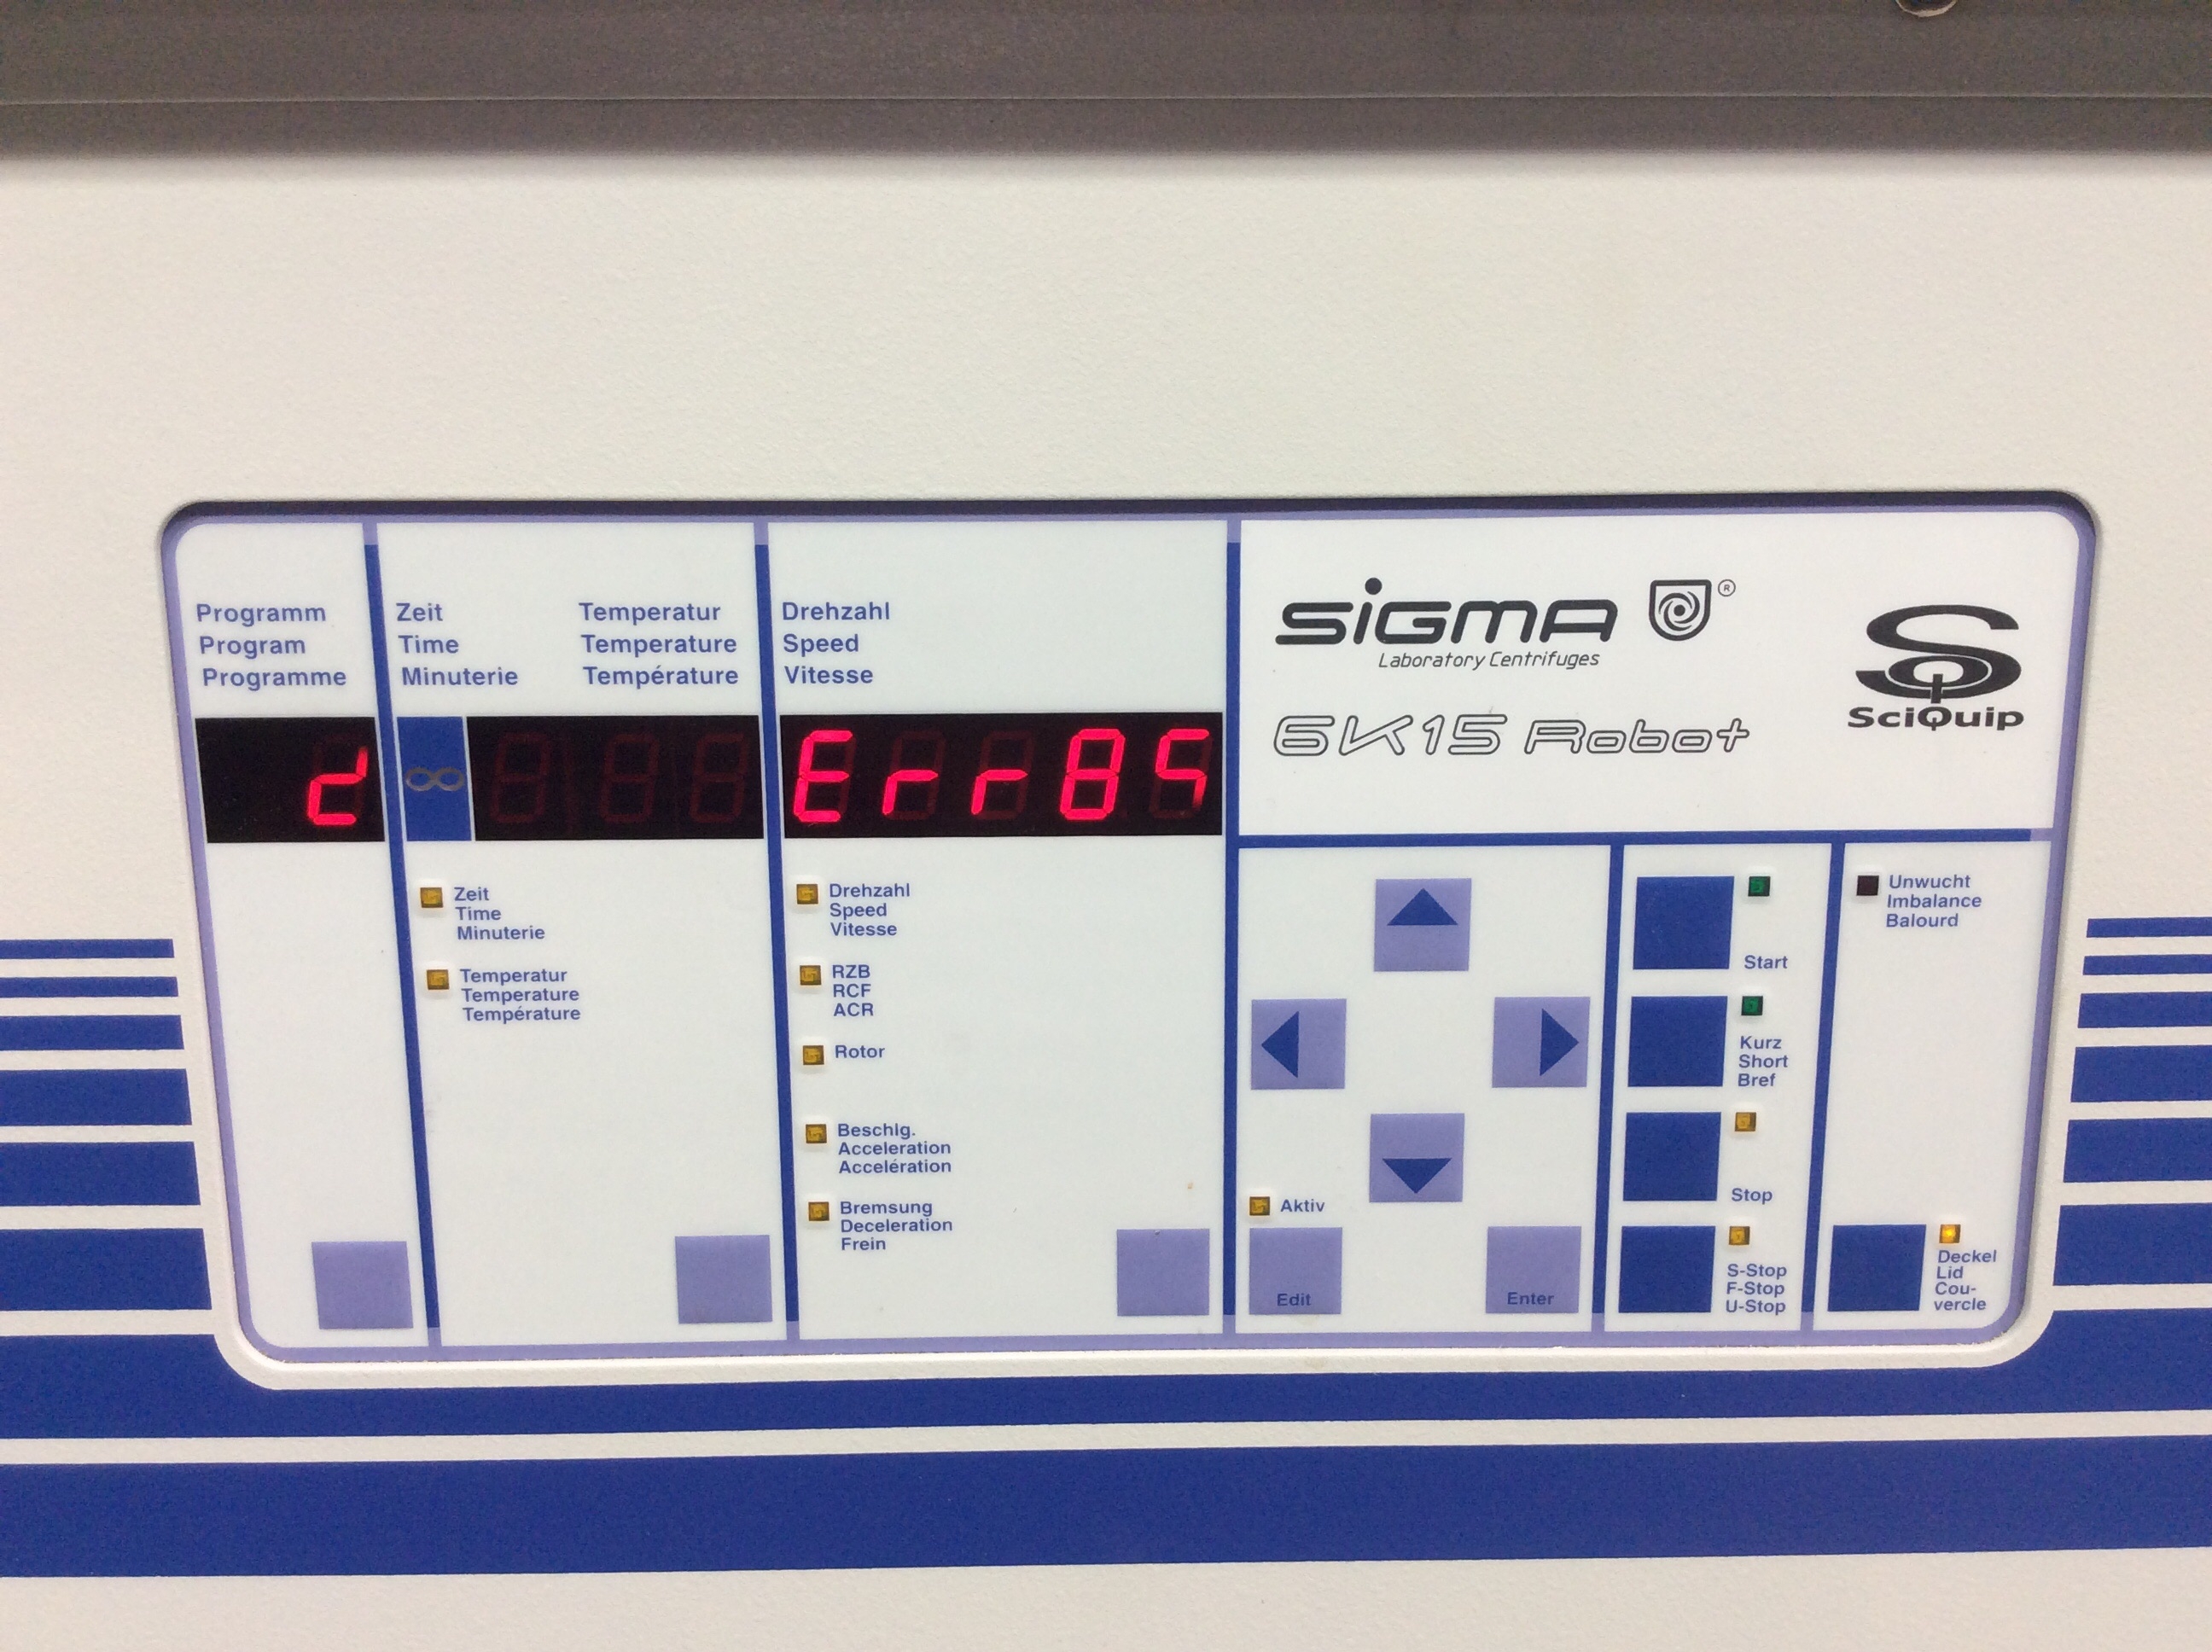 Programm
Program
Programme
Zeit
Time
Minuterie
Temperatur
Temperature
Température
Drehzahl
Speed
Vitesse
∞
Err85
SIGMA ®
Laboratory Centrifuges
6K15 Robot
SciQuip
Zeit
Time
Minuterie
Temperatur
Temperature
Température
Drehzahl
Speed
Vitesse
RZB
RCF
ACR
Rotor
Beschlg.
Acceleration
Accelération
Bremsung
Deceleration
Frein
Aktiv
Edit
Enter
Start
Kurz
Short
Bref
Stop
S-Stop
F-Stop
U-Stop
Unwucht
Imbalance
Balourd
Deckel
Lid
Cou-
vercle